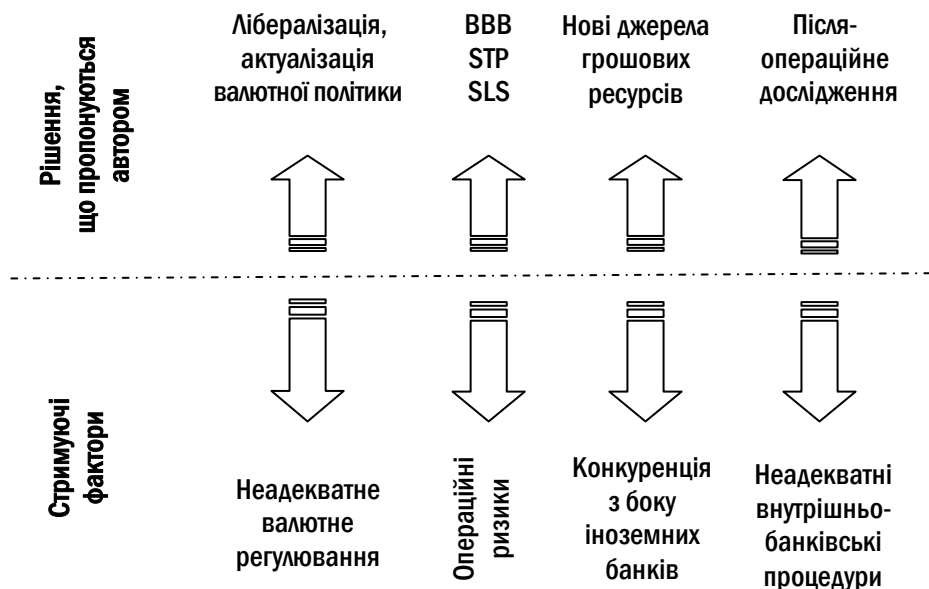 Рішення,
що пропонуються
автором
Лібералізація,
актуалізація
валютної політики
BBB
STP
SLS
Нові джерела
грошових
ресурсів
Після-
операційне
дослідження
Стримуючі
фактори
Неадекватне
валютне
регулювання
Операційні
ризики
Конкуренція
з боку
іноземних
банків
Неадекватні
внутрішньо-
банківські
процедури